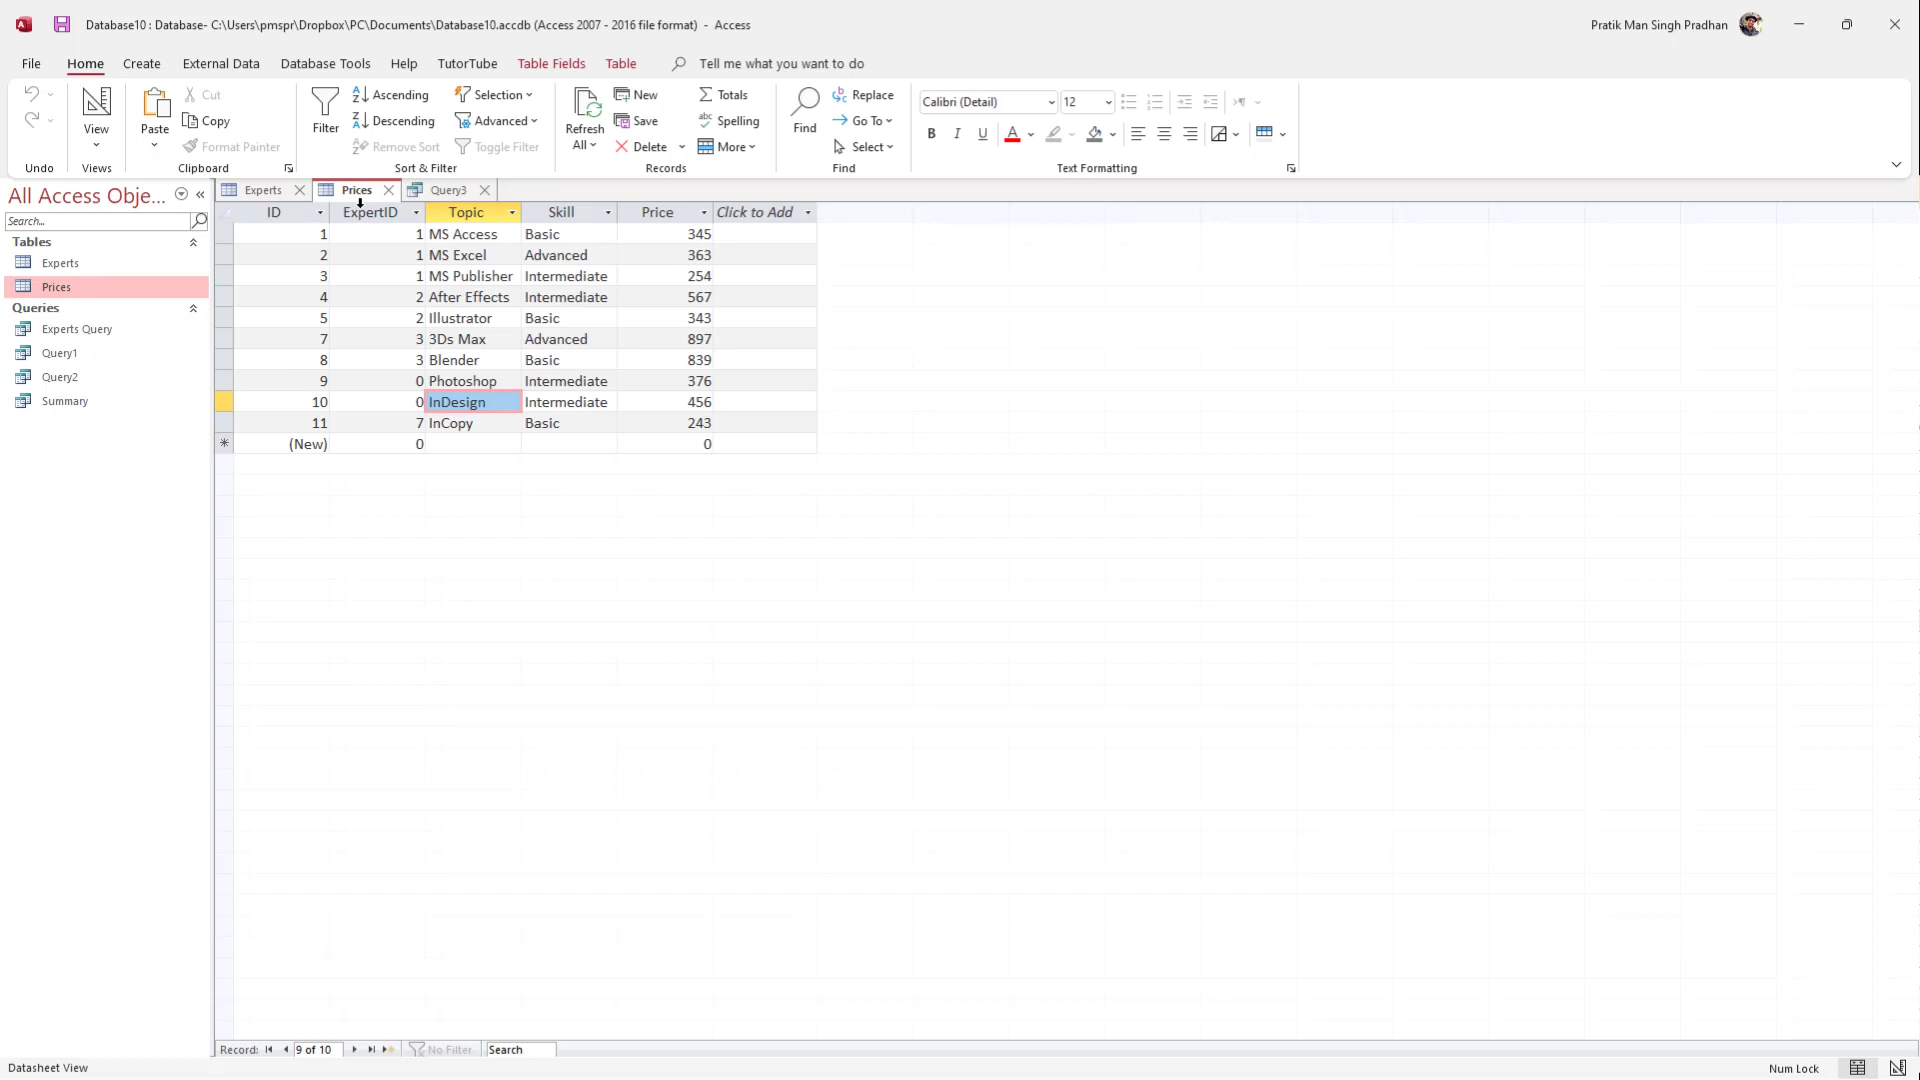 Database10 : Database- C:\Users\pmspr\Dropbox\PC\Documents\Database10.accdb (Access 2007 - 2016 file format) - Access
Pratik Man Singh Pradhan
File Home Create External Data Database Tools Help TutorTube Table Fields Table Tell me what you want to do
Cut Ascending Selection New Totals Replace Calibri (Detail) 12
View Paste Copy Filter Descending Advanced Refresh All Save Spelling Find Go To B I U A
Format Painter Remove Sort Toggle Filter Delete More Select
Undo Views Clipboard Sort & Filter Records Find Text Formatting
All Access Obje...
Search...
Tables
Experts
Prices
Queries
Experts Query
Query1
Query2
Summary
Experts Prices Query3
ID ExpertID Topic Skill Price Click to Add
1 1 MS Access Basic 345
2 1 MS Excel Advanced 363
3 1 MS Publisher Intermediate 254
4 2 After Effects Intermediate 567
5 2 Illustrator Basic 343
7 3 3Ds Max Advanced 897
8 3 Blender Basic 839
9 0 Photoshop Intermediate 376
10 0 InDesign Intermediate 456
11 7 InCopy Basic 243
* (New) 0 0
Record: 9 of 10 No Filter Search
Datasheet View Num Lock